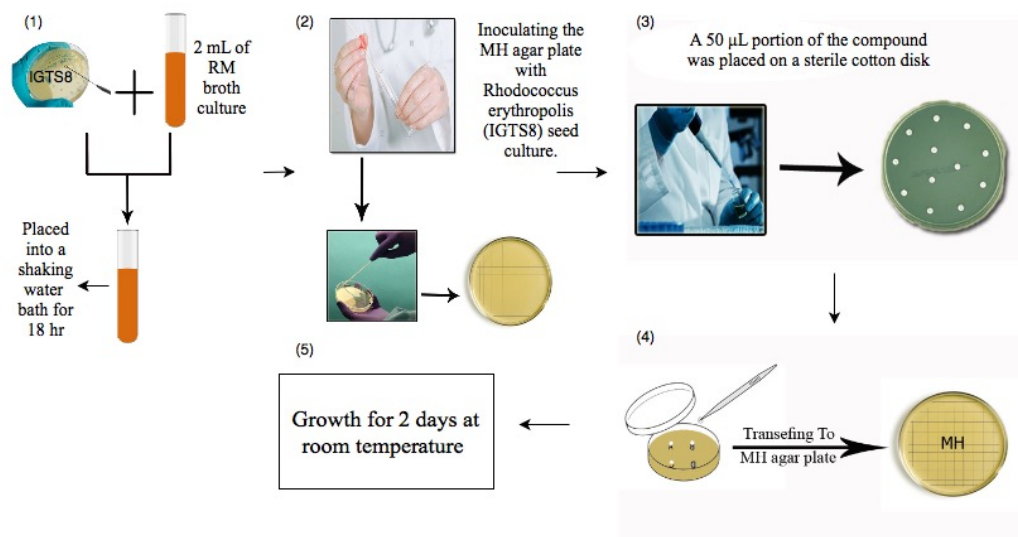 (1)
IGTS8
2 mL of
RM
broth
culture
Placed
into a
shaking
water
bath for
18 hr
(2)
Inoculating the
MH agar plate
with
Rhodococcus
erythropolis
(IGTS8) seed
culture.
(3)
A 50 µL portion of the compound
was placed on a sterile cotton disk
(4)
Transefing To
MH agar plate
MH
(5)
Growth for 2 days at
room temperature